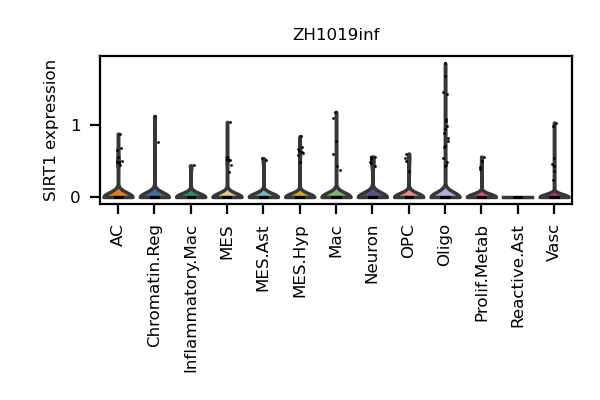 ZH1019inf
SIRT1 expression
1
0
AC
Chromatin.Reg
Inflammatory.Mac
MES
MES.Ast
MES.Hyp
Mac
Neuron
OPC
Oligo
Prolif.Metab
Reactive.Ast
Vasc